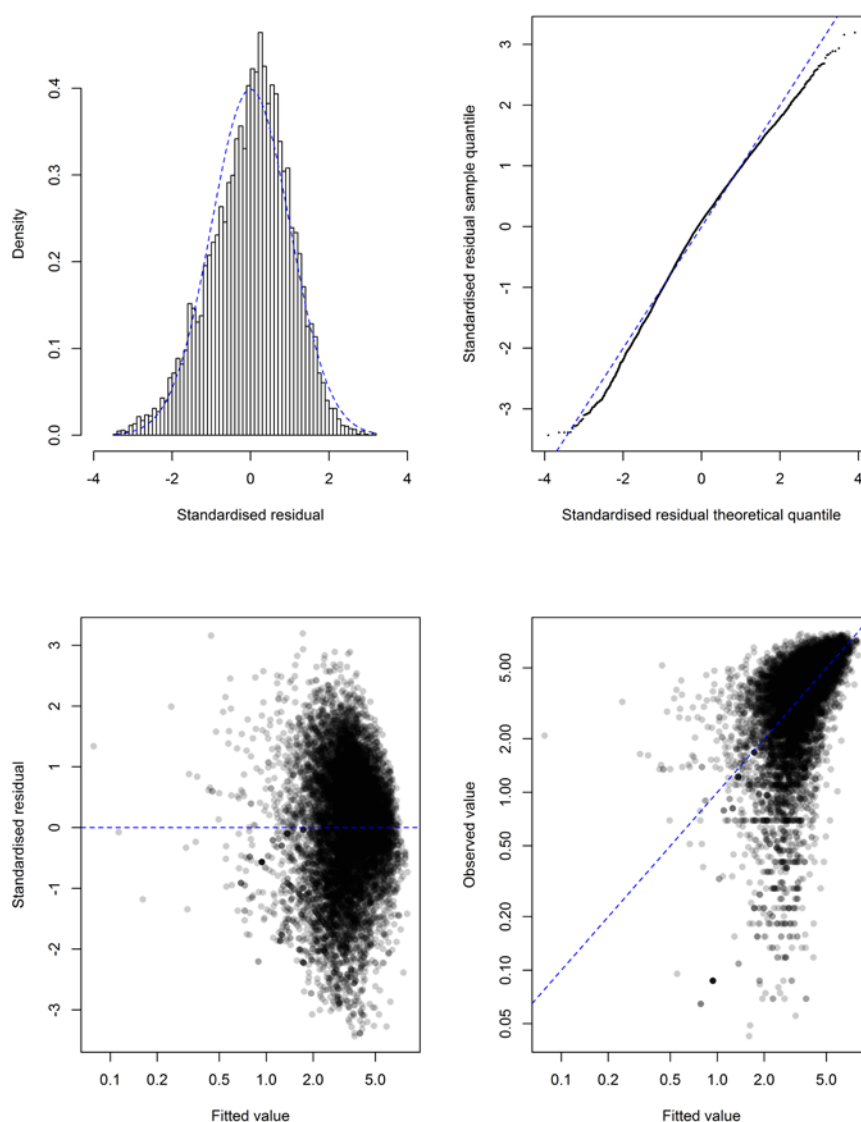 Density
0.0 0.1 0.2 0.3 0.4
-4 -2 0 2 4
Standardised residual
Standardised residual sample quantile
-3 -2 -1 0 1 2 3
-4 -2 0 2 4
Standardised residual theoretical quantile
Standardised residual
-3 -2 -1 0 1 2 3
0.1 0.2 0.5 1.0 2.0 5.0
Fitted value
Observed value
0.05 0.10 0.20 0.50 1.00 2.00 5.00
0.1 0.2 0.5 1.0 2.0 5.0
Fitted value